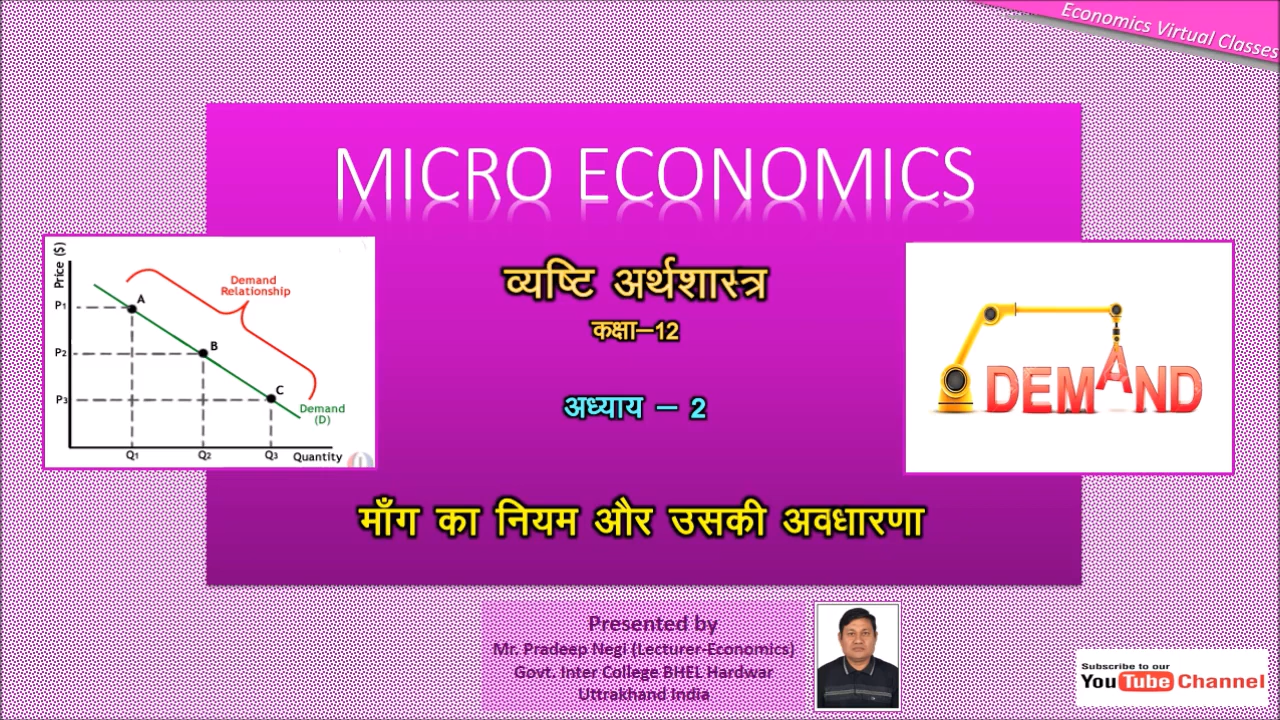 Economics Virtual Classes
MICRO ECONOMICS
व्यष्टि अर्थशास्त्र
कक्षा–12
अध्याय – 2
Price ($)
P1
P2
P3
A
B
C
Demand
Relationship
Demand
(D)
Q1 Q2 Q3 Quantity
DEMAND
माँग का नियम और उसकी अवधारणा
Presented by
Mr. Pradeep Negi (Lecturer-Economics)
Govt. Inter College BHEL Hardwar
Uttrakhand India
Subscribe to our
YouTube Channel